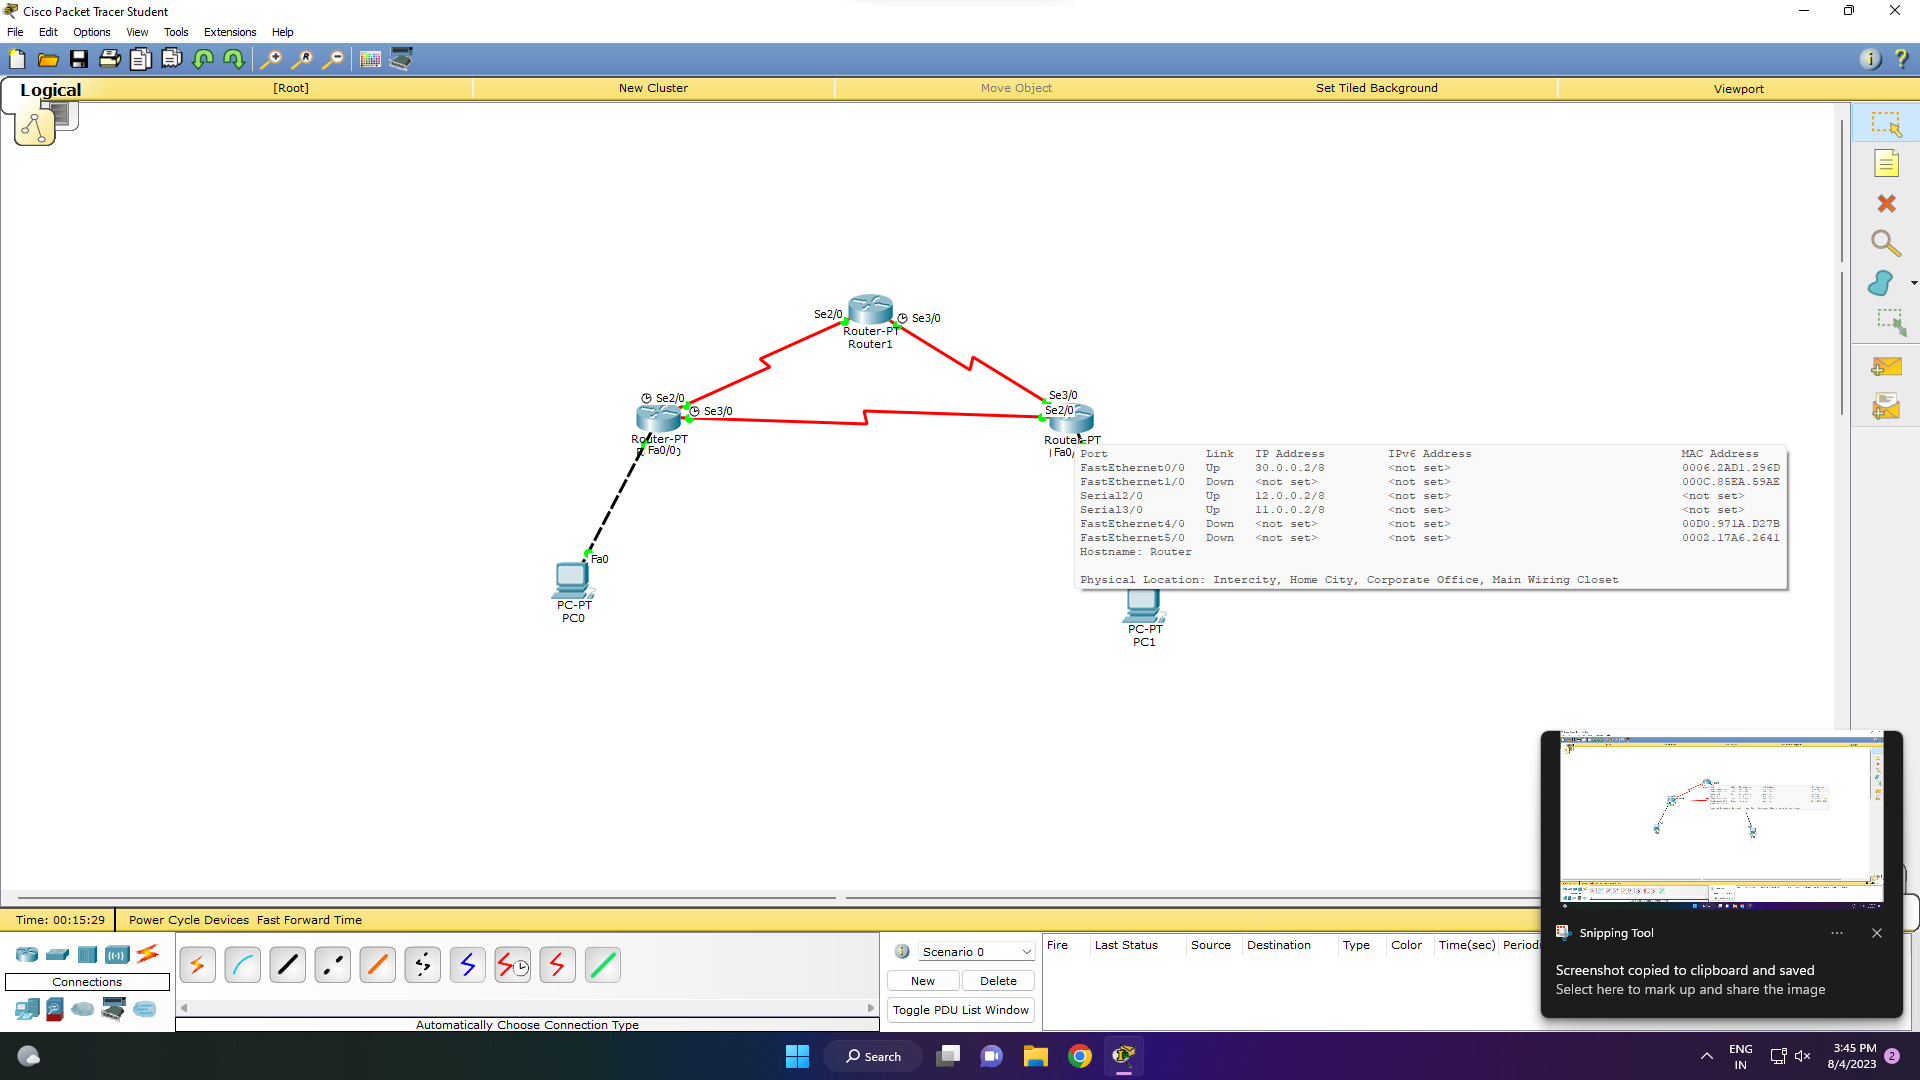 Cisco Packet Tracer Student
File Edit Options View Tools Extensions Help
Logical [Root] New Cluster Move Object Set Tiled Background Viewport
Se2/0 Se3/0
Router-PT
Router1
Se2/0 Se3/0
Router-PT
Fa0/0
Se3/0
Se2/0
Router-PT
Fa0/
Port Link IP Address IPv6 Address MAC Address
FastEthernet0/0 Up 30.0.0.2/8 <not set> 0006.2AD1.296D
FastEthernet1/0 Down <not set> <not set> 000C.85EA.59AE
Serial2/0 Up 12.0.0.2/8 <not set> <not set>
Serial3/0 Up 11.0.0.2/8 <not set> <not set>
FastEthernet4/0 Down <not set> <not set> 00D0.971A.D27B
FastEthernet5/0 Down <not set> <not set> 0002.17A6.2641
Hostname: Router
Physical Location: Intercity, Home City, Corporate Office, Main Wiring Closet
Fa0
PC-PT
PC0
PC-PT
PC1
Time: 00:15:29 Power Cycle Devices Fast Forward Time
Connections
Automatically Choose Connection Type
Scenario 0
New Delete
Toggle PDU List Window
Fire Last Status Source Destination Type Color Time(sec) Periodi
Snipping Tool
Screenshot copied to clipboard and saved
Select here to mark up and share the image
Search
ENG
IN
3:45 PM
8/4/2023
2